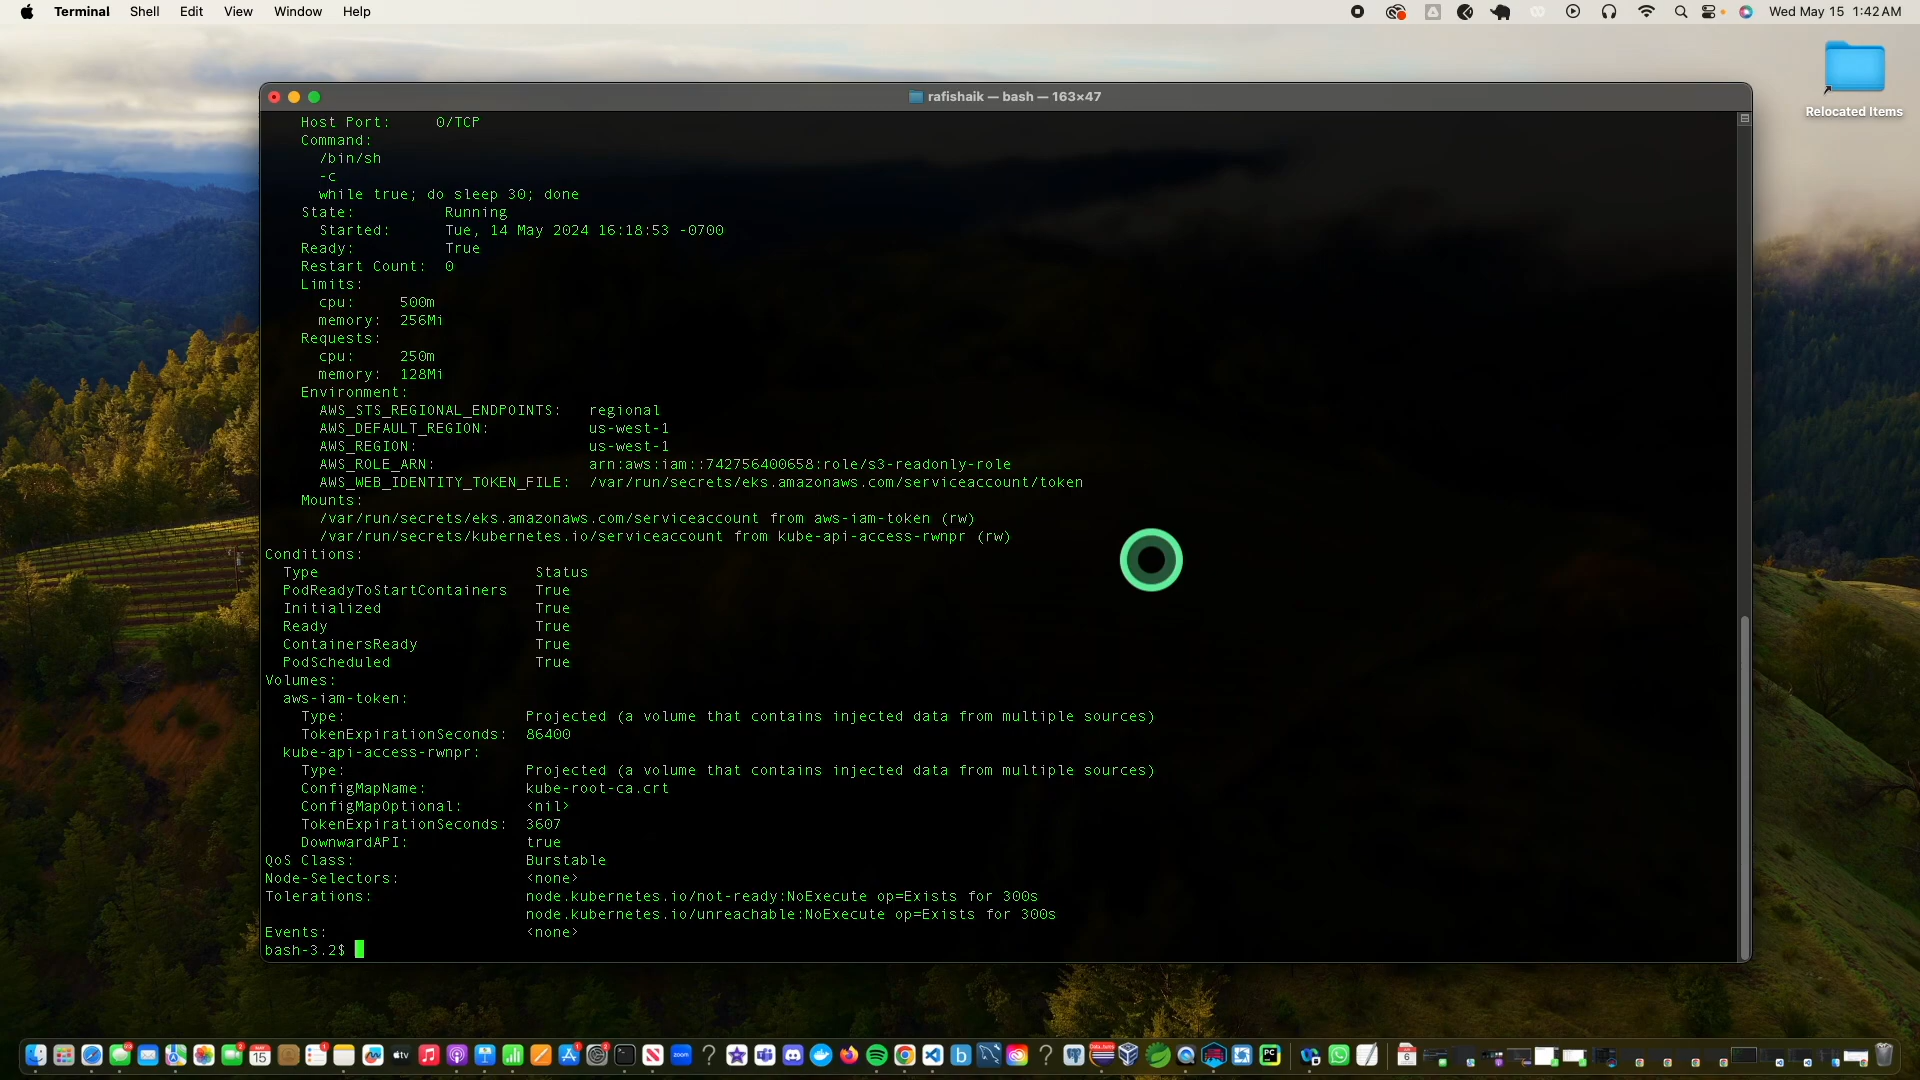 Terminal Shell Edit View Window Help
Wed May 15 1:42 AM
Relocated Items
rafishaik — bash — 163×47
Host Port: 0/TCP
Command:
/bin/sh
-c
while true; do sleep 30; done
State: Running
Started: Tue, 14 May 2024 16:18:53 -0700
Ready: True
Restart Count: 0
Limits:
cpu: 500m
memory: 256Mi
Requests:
cpu: 250m
memory: 128Mi
Environment:
AWS_STS_REGIONAL_ENDPOINTS: regional
AWS_DEFAULT_REGION: us-west-1
AWS_REGION: us-west-1
AWS_ROLE_ARN: arn:aws:iam::742756400658:role/s3-readonly-role
AWS_WEB_IDENTITY_TOKEN_FILE: /var/run/secrets/eks.amazonaws.com/serviceaccount/token
Mounts:
/var/run/secrets/eks.amazonaws.com/serviceaccount from aws-iam-token (rw)
/var/run/secrets/kubernetes.io/serviceaccount from kube-api-access-rwnpr (rw)
Conditions:
Type Status
PodReadyToStartContainers True
Initialized True
Ready True
ContainersReady True
PodScheduled True
Volumes:
aws-iam-token:
Type: Projected (a volume that contains injected data from multiple sources)
TokenExpirationSeconds: 86400
kube-api-access-rwnpr:
Type: Projected (a volume that contains injected data from multiple sources)
ConfigMapName: kube-root-ca.crt
ConfigMapOptional: <nil>
TokenExpirationSeconds: 3607
DownwardAPI: true
QoS Class: Burstable
Node-Selectors: <none>
Tolerations: node.kubernetes.io/not-ready:NoExecute op=Exists for 300s
node.kubernetes.io/unreachable:NoExecute op=Exists for 300s
Events: <none>
bash-3.2$
15
tv
zoom
PC
6